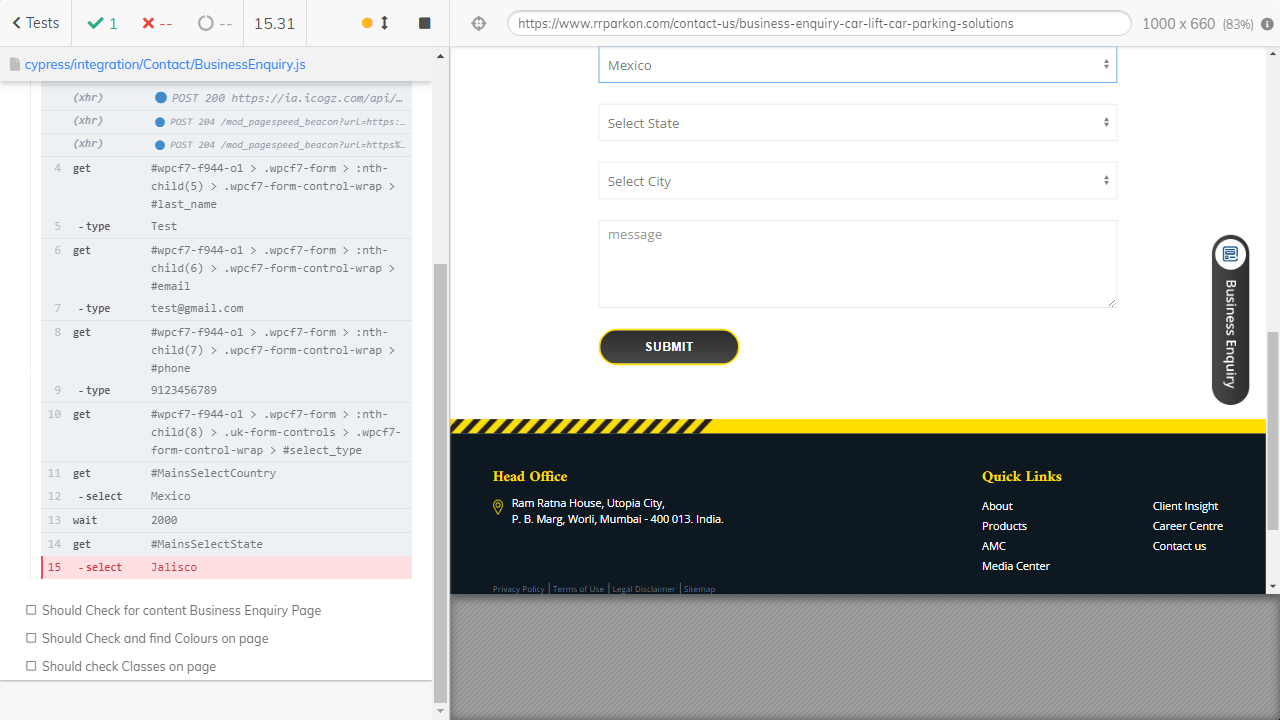 Tests
1
--
--
15.31
https://www.rrparkon.com/contact-us/business-enquiry-car-lift-car-parking-solutions
1000 x 660 (83%)
cypress/integration/Contact/BusinessEnquiry.js
(xhr) POST 200 https://ia.icogz.com/api/…
(xhr) POST 204 /mod_pagespeed_beacon?url=https:…
(xhr) POST 204 /mod_pagespeed_beacon?url=https%…
4 get #wpcf7-f944-o1 > .wpcf7-form > :nth-
child(5) > .wpcf7-form-control-wrap >
#last_name
5 -type Test
6 get #wpcf7-f944-o1 > .wpcf7-form > :nth-
child(6) > .wpcf7-form-control-wrap >
#email
7 -type test@gmail.com
8 get #wpcf7-f944-o1 > .wpcf7-form > :nth-
child(7) > .wpcf7-form-control-wrap >
#phone
9 -type 9123456789
10 get #wpcf7-f944-o1 > .wpcf7-form > :nth-
child(8) > .uk-form-controls > .wpcf7-
form-control-wrap > #select_type
11 get #MainsSelectCountry
12 -select Mexico
13 wait 2000
14 get #MainsSelectState
15 -select Jalisco
Should Check for content Business Enquiry Page
Should Check and find Colours on page
Should check Classes on page
Mexico
Select State
Select City
message
SUBMIT
Business Enquiry
Head Office
Ram Ratna House, Utopia City,
P. B. Marg, Worli, Mumbai - 400 013. India.
Quick Links
About
Products
AMC
Media Center
Client Insight
Career Centre
Contact us
Privacy Policy | Terms of Use | Legal Disclaimer | Sitemap